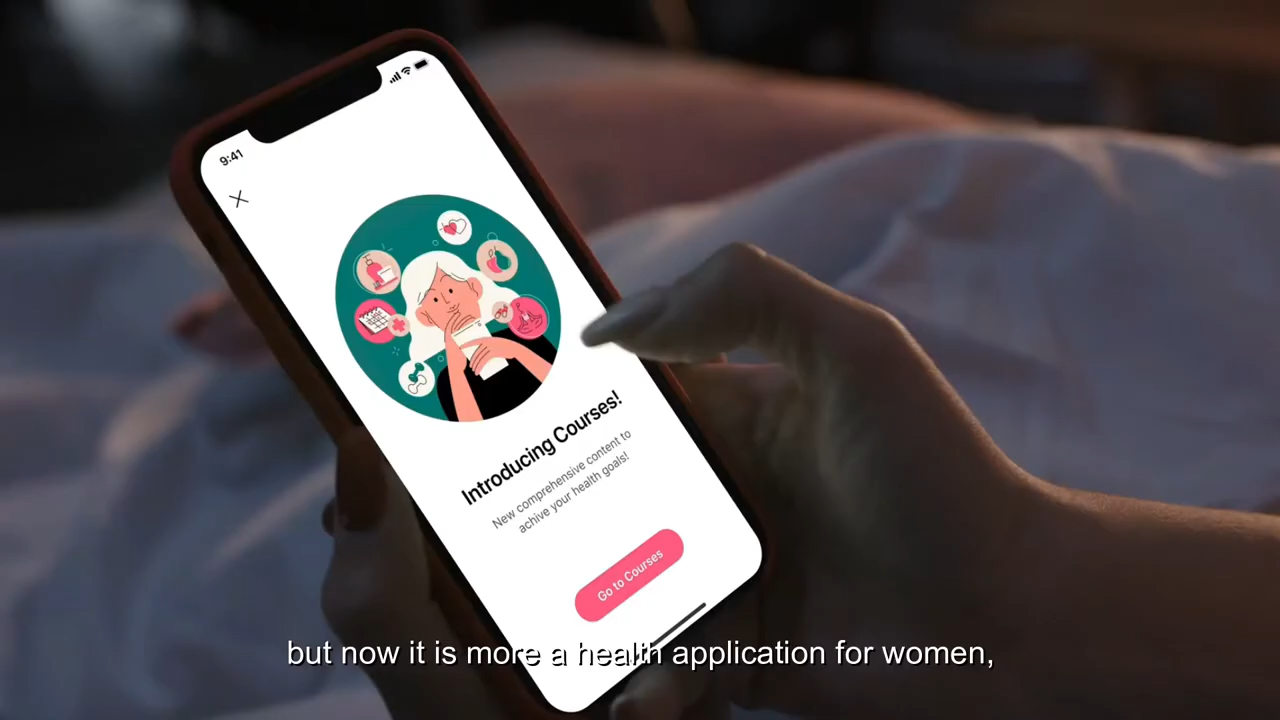 9:41
Introducing Courses!
New comprehensive content to
achive your health goals!
Go to Courses
but now it is more a health application for women,